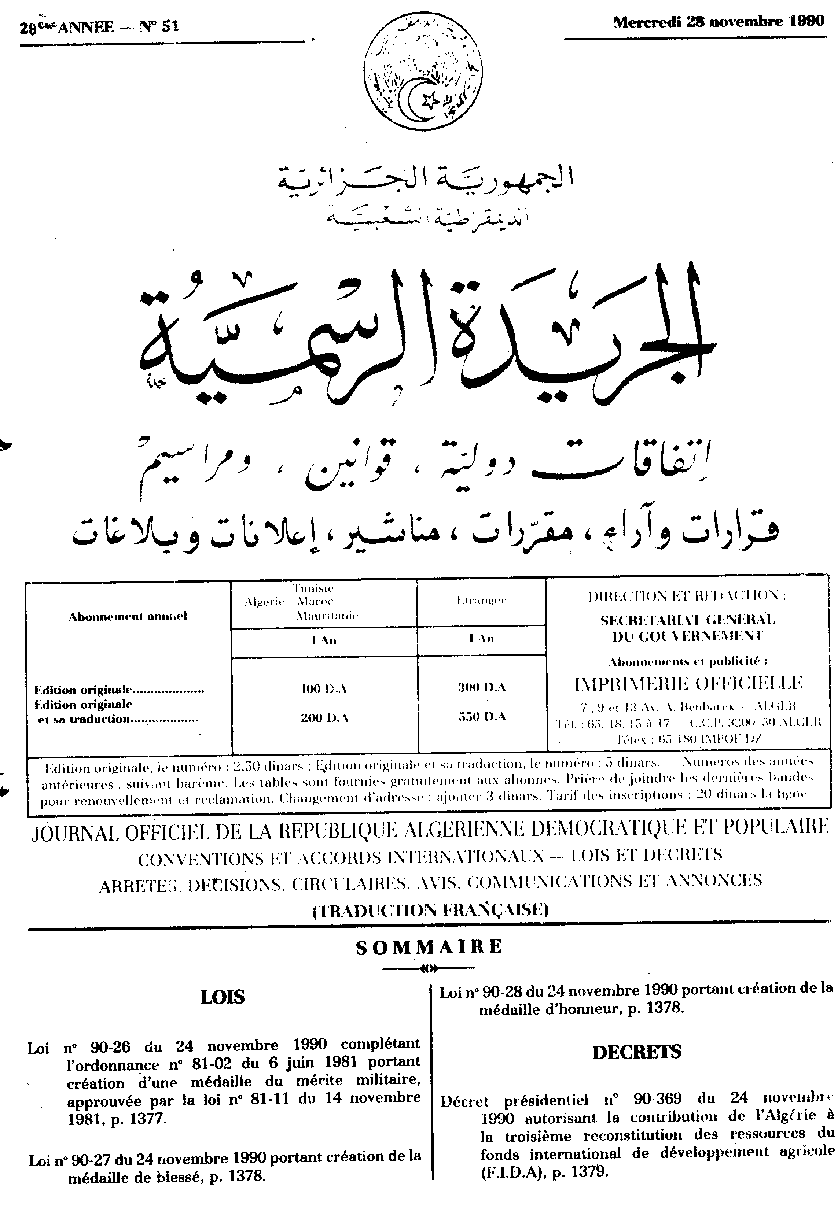 29ème ANNEE — N° 51
Mercredi 28 novembre 1990
الجمهورية الجزائرية
الديمقراطية الشعبية
الجريدة الرسمية
إتفاقات دولية ، قوانين ، ومراسيم
قرارات وآراء ، مقررات ، مناشير ، إعلانات وبلاغات
Abonnement annuel
Algerie
Tunisie
Maroc
Mauritanie
Etranger
1 An
1 An
Edition originale.....................
100 D.A
300 D.A
Edition originale
et sa traduction....................
200 D.A
550 D.A
DIRECTION ET REDACTION :
SECRETARIAT GENERAL
DU GOUVERNEMENT
Abonnements et publicité :
IMPRIMERIE OFFICIELLE
7, 9 et 13 Av. A. Benbarek - ALGER
Tél. : 65. 18. 15 à 17 - C.C.P. 3200-50 ALGER
Télex : 65 180 IMPOF DZ
Edition originale, le numéro : 2,50 dinars ; Edition originale et sa traduction, le numéro : 5 dinars. — Numeros des années
antérieures : suivant barème. Les tables sont fournies gratuitement aux abonnes. Prière de joindre les dernières bandes
pour renouvellement et reclamation. Changement d'adresse : ajouter 3 dinars. Tarif des inscriptions : 20 dinars la ligne
JOURNAL OFFICIEL DE LA REPUBLIQUE ALGERIENNE DEMOCRATIQUE ET POPULAIRE
CONVENTIONS ET ACCORDS INTERNATIONAUX — LOIS ET DECRETS
ARRETES, DECISIONS, CIRCULAIRES, AVIS, COMMUNICATIONS ET ANNONCES
(TRADUCTION FRANÇAISE)
SOMMAIRE
LOIS
Loi n° 90-26 du 24 novembre 1990 complétant
l'ordonnance n° 81-02 du 6 juin 1981 portant
création d'une médaille du mérite militaire,
approuvée par la loi n° 81-11 du 14 novembre
1981, p. 1377.
Loi n° 90-27 du 24 novembre 1990 portant création de la
médaille de blessé, p. 1378.
Loi n° 90-28 du 24 novembre 1990 portant création de la
médaille d'honneur, p. 1378.
DECRETS
Décret présidentiel n° 90-369 du 24 novembre
1990 autorisant la contribution de l'Algérie à
la troisième reconstitution des ressources du
fonds international de développement agricole
(F.I.D.A), p. 1379.